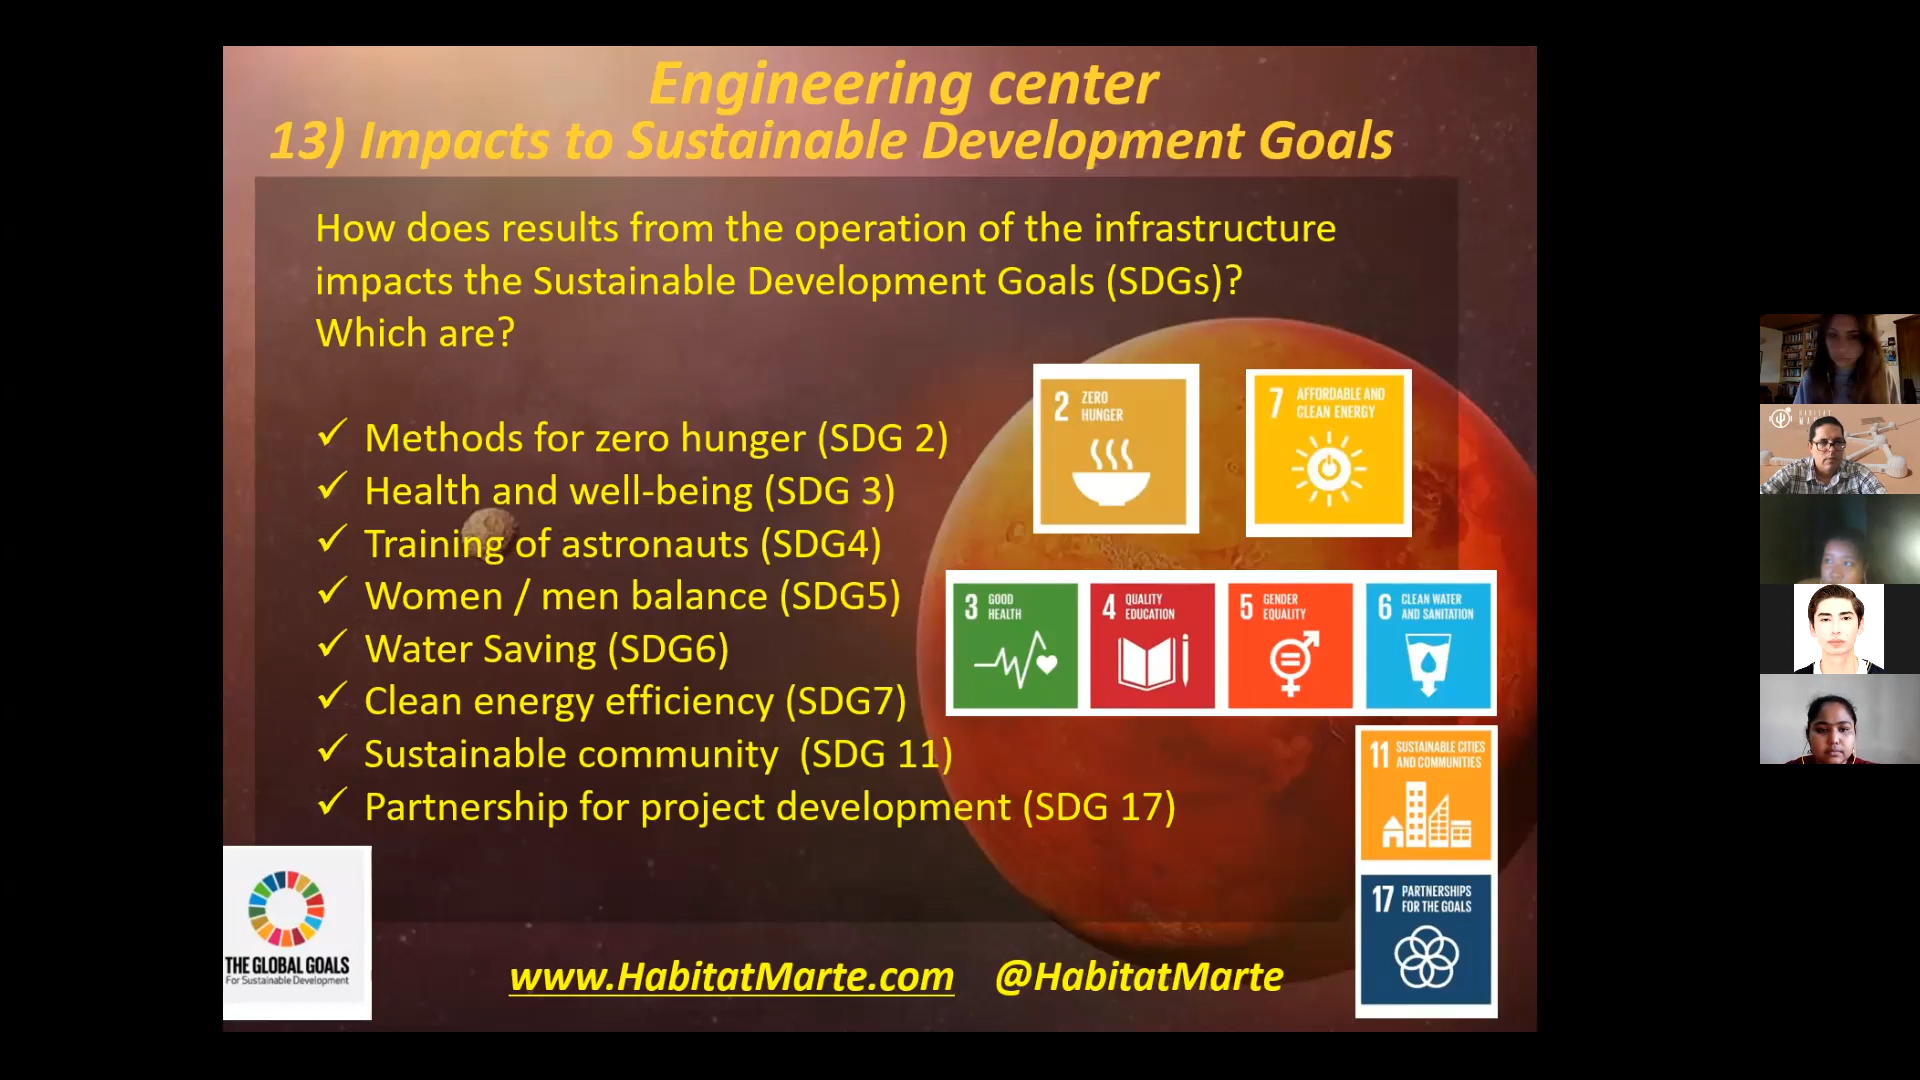 Engineering center
13) Impacts to Sustainable Development Goals
How does results from the operation of the infrastructure
impacts the Sustainable Development Goals (SDGs)?
Which are?
✓ Methods for zero hunger (SDG 2)
✓ Health and well-being (SDG 3)
✓ Training of astronauts (SDG4)
✓ Women / men balance (SDG5)
✓ Water Saving (SDG6)
✓ Clean energy efficiency (SDG7)
✓ Sustainable community (SDG 11)
✓ Partnership for project development (SDG 17)
2 ZERO
HUNGER
7 AFFORDABLE AND
CLEAN ENERGY
3 GOOD
HEALTH
4 QUALITY
EDUCATION
5 GENDER
EQUALITY
6 CLEAN WATER
AND SANITATION
11 SUSTAINABLE CITIES
AND COMMUNITIES
17 PARTNERSHIPS
FOR THE GOALS
THE GLOBAL GOALS
For Sustainable Development
www.HabitatMarte.com @HabitatMarte
HABITAT